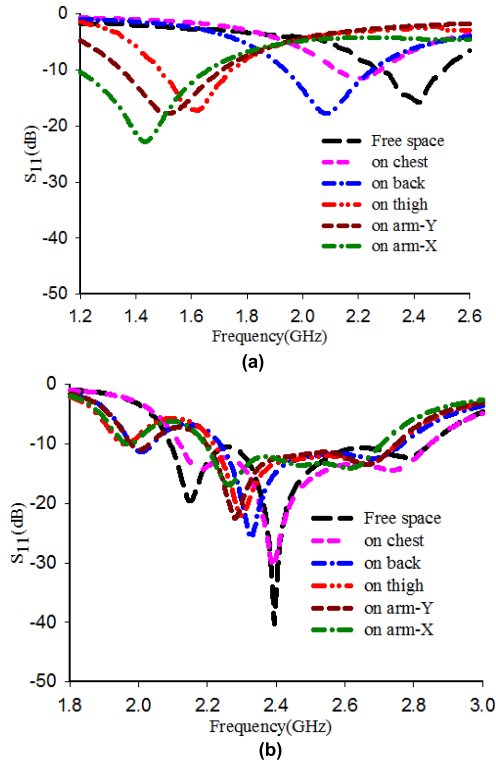 0
-10
-20
-30
-40
-50
S11(dB)
Free space
on chest
on back
on thigh
on arm-Y
on arm-X
1.2 1.4 1.6 1.8 2.0 2.2 2.4 2.6
Frequency(GHz)
(a)
0
-10
-20
-30
-40
-50
S11(dB)
Free space
on chest
on back
on thigh
on arm-Y
on arm-X
1.8 2.0 2.2 2.4 2.6 2.8 3.0
Frequency(GHz)
(b)